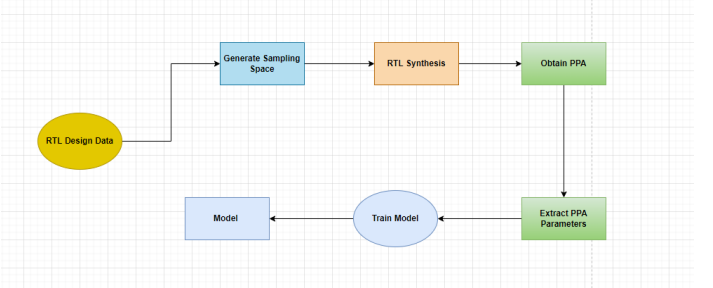 Generate Sampling
Space
RTL Synthesis
Obtain PPA
RTL Design Data
Model
Train Model
Extract PPA
Parameters